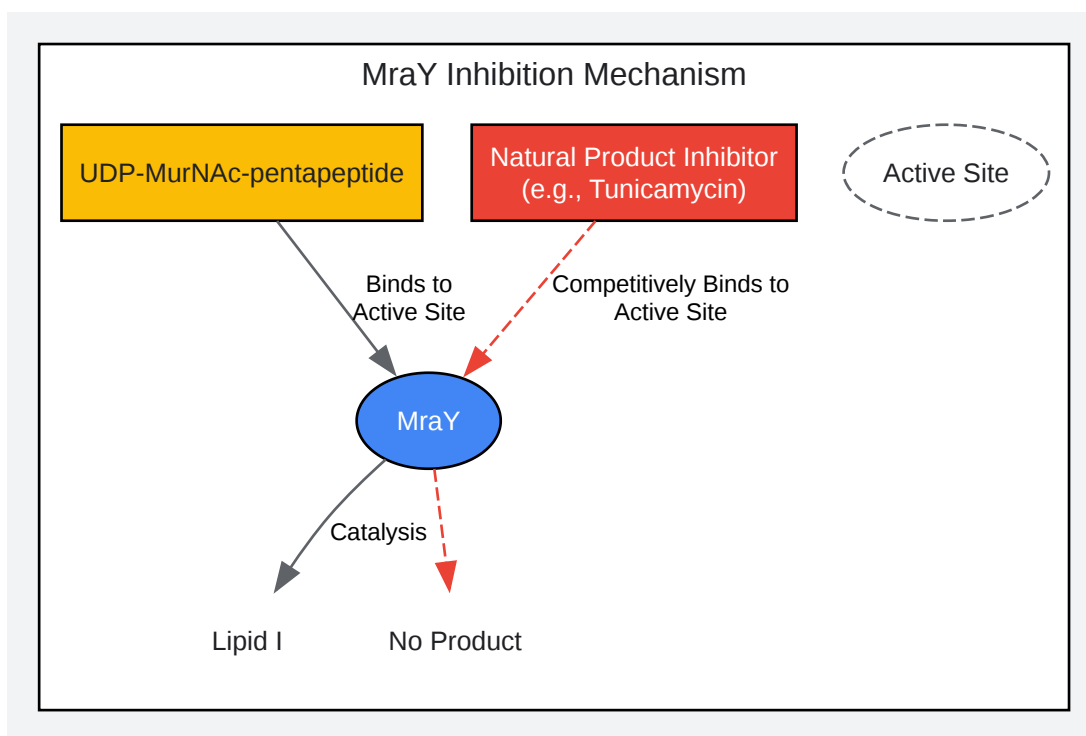 MraY Inhibition Mechanism
UDP-MurNAc-pentapeptide
Natural Product Inhibitor
(e.g., Tunicamycin)
Active Site
Binds to
Active Site
Competitively Binds to
Active Site
MraY
Catalysis
Lipid I
No Product